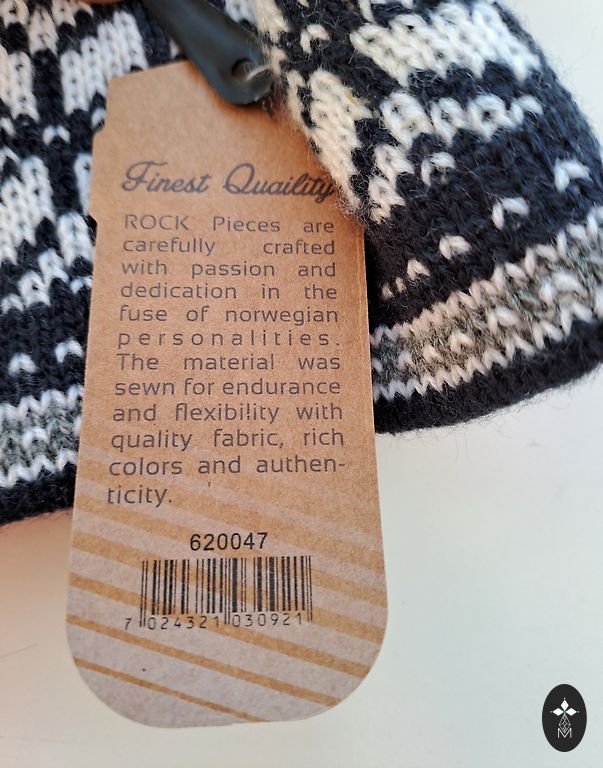 Finest Quaility
ROCK Pieces are
carefully crafted
with passion and
dedication in the
fuse of norwegian
personalities.
The material was
sewn for endurance
and flexibility with
quality fabric, rich
colors and authen-
ticity.
620047
7 024321 030921
M